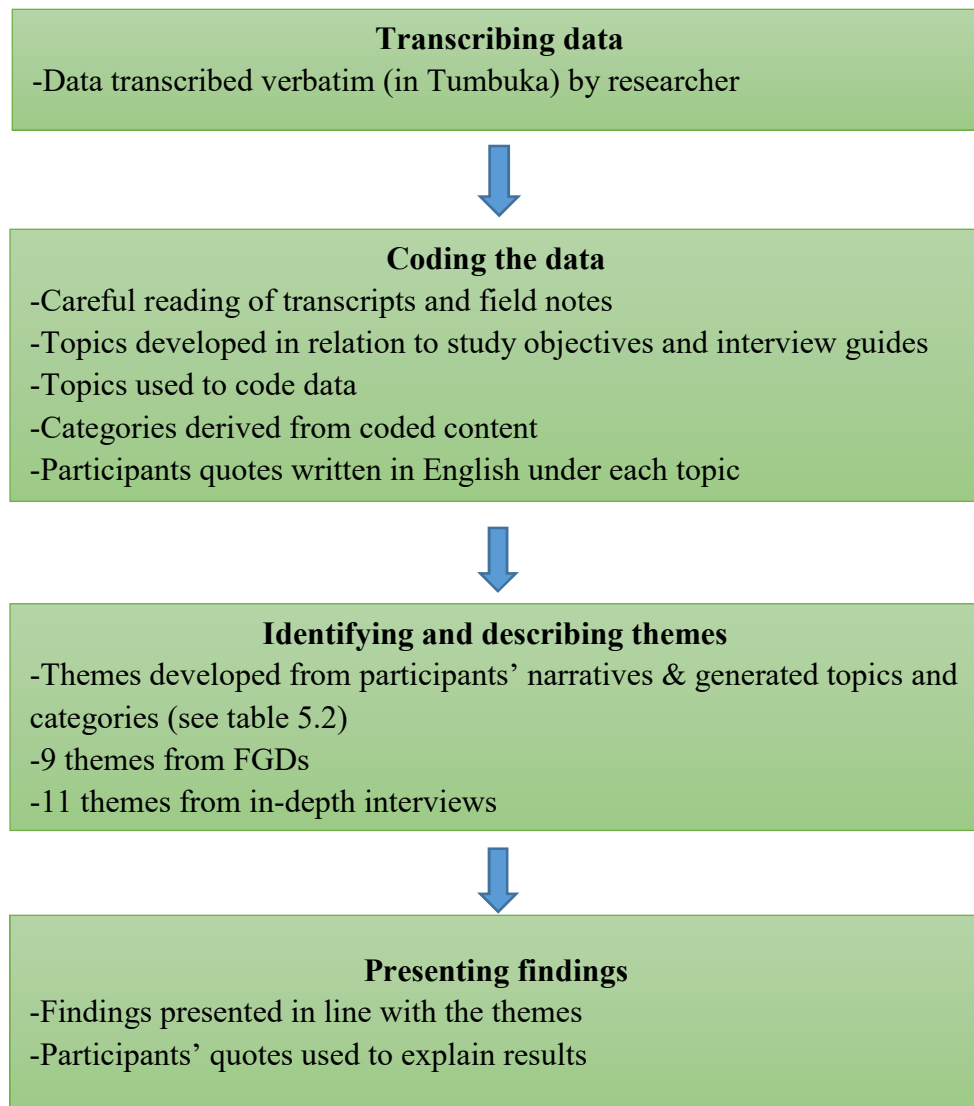 Transcribing data
-Data transcribed verbatim (in Tumbuka) by researcher
Coding the data
-Careful reading of transcripts and field notes
-Topics developed in relation to study objectives and interview guides
-Topics used to code data
-Categories derived from coded content
-Participants quotes written in English under each topic
Identifying and describing themes
-Themes developed from participants’ narratives & generated topics and
categories (see table 5.2)
-9 themes from FGDs
-11 themes from in-depth interviews
Presenting findings
-Findings presented in line with the themes
-Participants’ quotes used to explain results